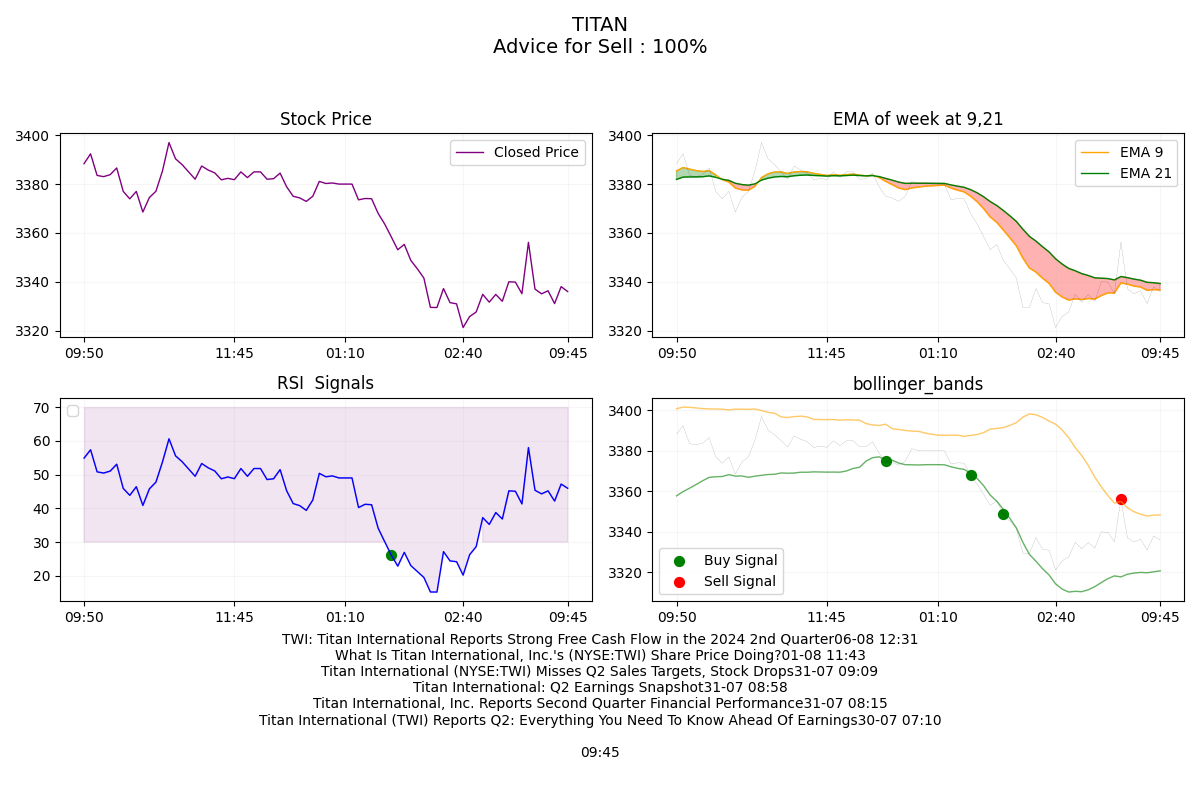 TITAN
Advice for Sell : 100%
Stock Price
3400
3380
3360
3340
3320
Closed Price
09:50
11:45
01:10
02:40
09:45
EMA of week at 9,21
3400
3380
3360
3340
3320
EMA 9
EMA 21
09:50
11:45
01:10
02:40
09:45
RSI  Signals
70
60
50
40
30
20
09:50
11:45
01:10
02:40
09:45
bollinger_bands
3400
3380
3360
3340
3320
Buy Signal
Sell Signal
09:50
11:45
01:10
02:40
09:45
TWI: Titan International Reports Strong Free Cash Flow in the 2024 2nd Quarter06-08 12:31
What Is Titan International, Inc.'s (NYSE:TWI) Share Price Doing?01-08 11:43
Titan International (NYSE:TWI) Misses Q2 Sales Targets, Stock Drops31-07 09:09
Titan International: Q2 Earnings Snapshot31-07 08:58
Titan International, Inc. Reports Second Quarter Financial Performance31-07 08:15
Titan International (TWI) Reports Q2: Everything You Need To Know Ahead Of Earnings30-07 07:10
09:45